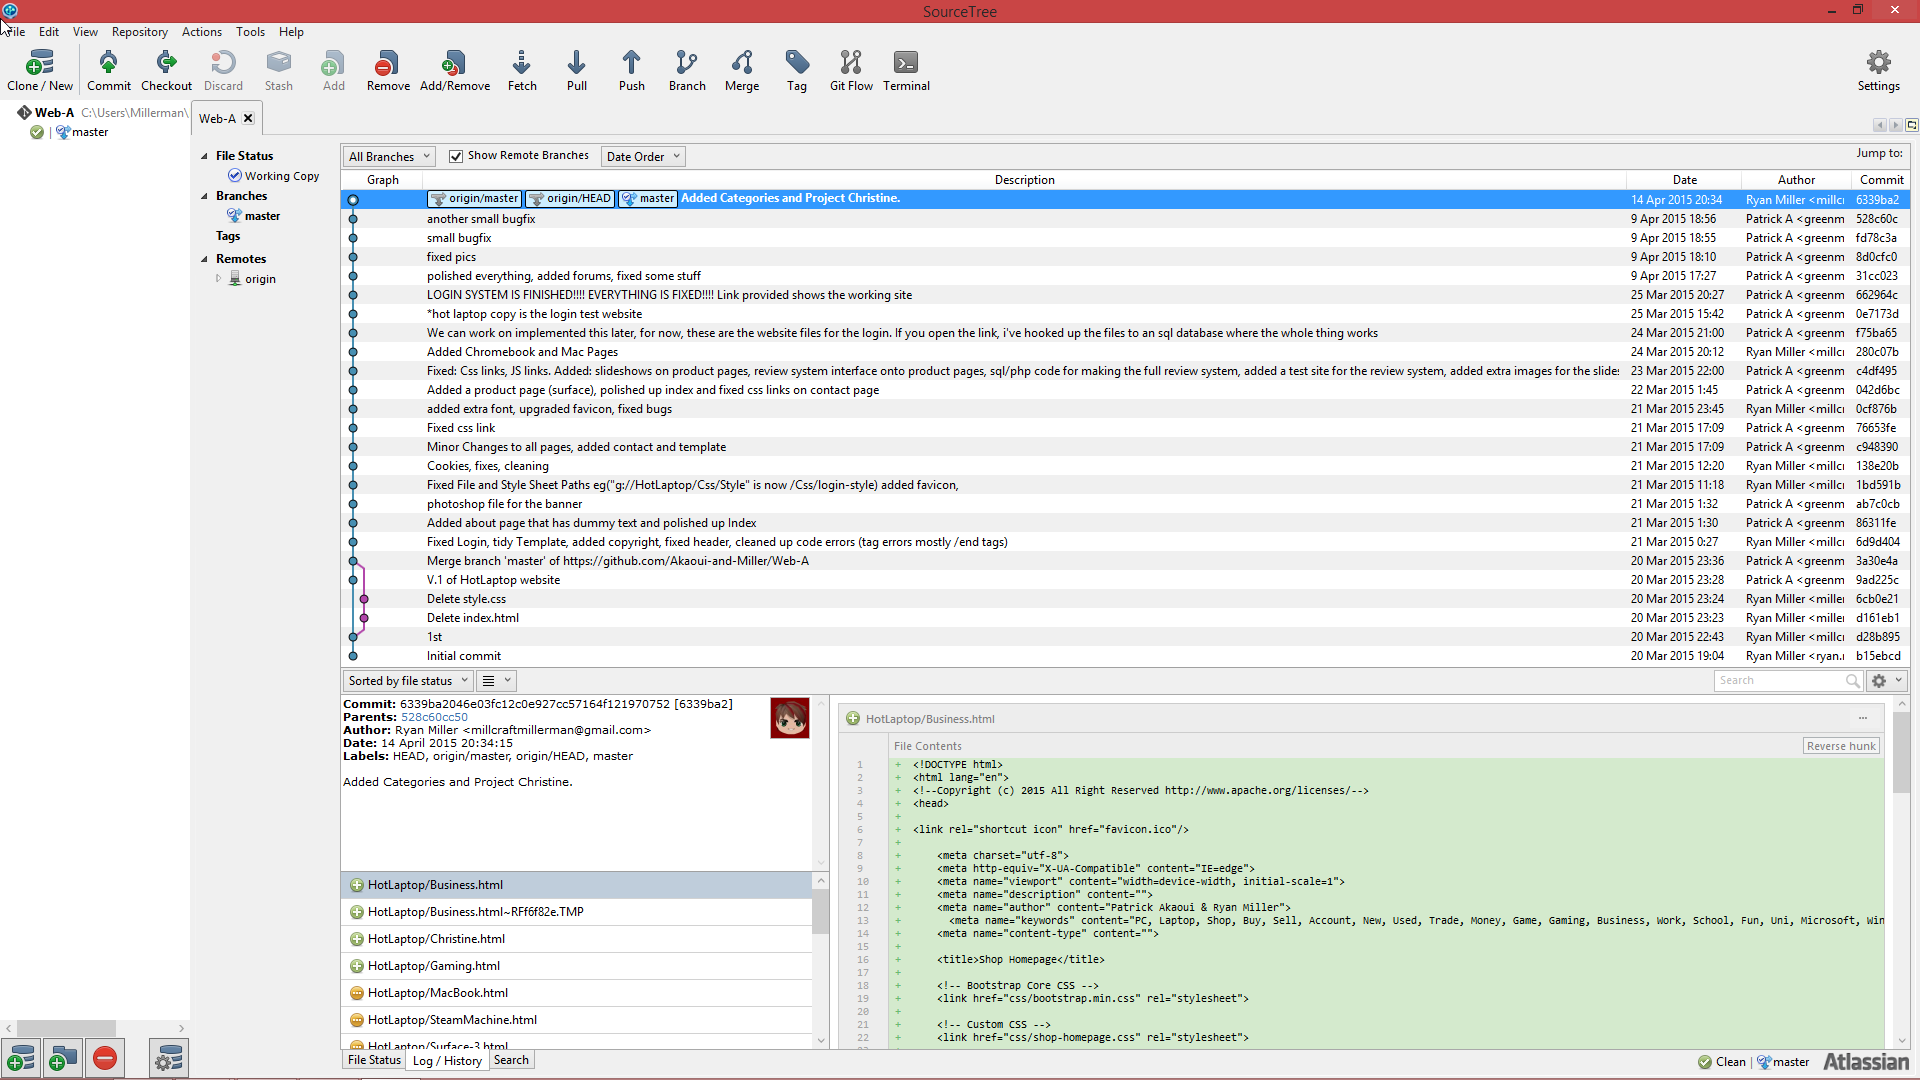 SourceTree
File Edit View Repository Actions Tools Help
Clone / New Commit Checkout Discard Stash Add Remove Add/Remove Fetch Pull Push Branch Merge Tag Git Flow Terminal Settings
Web-A C:\Users\Millerman\
master
Web-A
File Status
Working Copy
Branches
master
Tags
Remotes
origin
All Branches Show Remote Branches Date Order Jump to:
Graph Description Date Author Commit
origin/master origin/HEAD master Added Categories and Project Christine. 14 Apr 2015 20:34 Ryan Miller <millcr 6339ba2
another small bugfix 9 Apr 2015 18:56 Patrick A <greenm 528c60c
small bugfix 9 Apr 2015 18:55 Patrick A <greenm fd78c3a
fixed pics 9 Apr 2015 18:10 Patrick A <greenm 8d0cfc0
polished everything, added forums, fixed some stuff 9 Apr 2015 17:27 Patrick A <greenm 31cc023
LOGIN SYSTEM IS FINISHED!!!! EVERYTHING IS FIXED!!!! Link provided shows the working site 25 Mar 2015 20:27 Patrick A <greenm 662964c
*hot laptop copy is the login test website 25 Mar 2015 15:42 Patrick A <greenm 0e7173d
We can work on implemented this later, for now, these are the website files for the login. If you open the link, i've hooked up the files to an sql database where the whole thing works 24 Mar 2015 21:00 Patrick A <greenm f75ba65
Added Chromebook and Mac Pages 24 Mar 2015 20:12 Ryan Miller <millcr 280c07b
Fixed: Css links, JS links. Added: slideshows on product pages, review system interface onto product pages, sql/php code for making the full review system, added a test site for the review system, added extra images for the slides 23 Mar 2015 22:00 Patrick A <greenm c4df495
Added a product page (surface), polished up index and fixed css links on contact page 22 Mar 2015 1:45 Patrick A <greenm 042d6bc
added extra font, upgraded favicon, fixed bugs 21 Mar 2015 23:45 Ryan Miller <millcr 0cf876b
Fixed css link 21 Mar 2015 17:09 Patrick A <greenm 76653fe
Minor Changes to all pages, added contact and template 21 Mar 2015 17:09 Patrick A <greenm c948390
Cookies, fixes, cleaning 21 Mar 2015 12:20 Ryan Miller <millcr 138e20b
Fixed File and Style Sheet Paths eg("g://HotLaptop/Css/Style" is now /Css/login-style) added favicon, 21 Mar 2015 11:18 Ryan Miller <millcr 1bd591b
photoshop file for the banner 21 Mar 2015 1:32 Patrick A <greenm ab7c0cb
Added about page that has dummy text and polished up Index 21 Mar 2015 1:30 Patrick A <greenm 86311fe
Fixed Login, tidy Template, added copyright, fixed header, cleaned up code errors (tag errors mostly /end tags) 21 Mar 2015 0:27 Patrick A <greenm 6d9d404
Merge branch 'master' of https://github.com/Akaoui-and-Miller/Web-A 20 Mar 2015 23:36 Patrick A <greenm 3a30e4a
V.1 of HotLaptop website 20 Mar 2015 23:28 Patrick A <greenm 9ad225c
Delete style.css 20 Mar 2015 23:24 Ryan Miller <millcr 6cb0e21
Delete index.html 20 Mar 2015 23:23 Ryan Miller <millcr d161eb1
1st 20 Mar 2015 22:43 Ryan Miller <millcr d28b895
Initial commit 20 Mar 2015 19:04 Ryan Miller <ryan.r b15ebcd
Sorted by file status Search
Commit: 6339ba2046e03fc12c0e927cc57164f121970752 [6339ba2]
Parents: 528c60cc50
Author: Ryan Miller <millcraftmillerman@gmail.com>
Date: 14 April 2015 20:34:15
Labels: HEAD, origin/master, origin/HEAD, master
Added Categories and Project Christine.
HotLaptop/Business.html
HotLaptop/Business.html~RFf6f82e.TMP
HotLaptop/Christine.html
HotLaptop/Gaming.html
HotLaptop/MacBook.html
HotLaptop/SteamMachine.html
HotLaptop/Surface-3.html
HotLaptop/Business.html ...
File Contents Reverse hunk
1 + <!DOCTYPE html>
2 + <html lang="en">
3 + <!--Copyright (c) 2015 All Right Reserved http://www.apache.org/licenses/-->
4 + <head>
5 +
6 + <link rel="shortcut icon" href="favicon.ico"/>
7 +
8 + <meta charset="utf-8">
9 + <meta http-equiv="X-UA-Compatible" content="IE=edge">
10 + <meta name="viewport" content="width=device-width, initial-scale=1">
11 + <meta name="description" content="">
12 + <meta name="author" content="Patrick Akaoui & Ryan Miller">
13 + <meta name="keywords" content="PC, Laptop, Shop, Buy, Sell, Account, New, Used, Trade, Money, Game, Gaming, Business, Work, School, Fun, Uni, Microsoft, Win
14 + <meta name="content-type" content="">
15 +
16 + <title>Shop Homepage</title>
17 +
18 + <!-- Bootstrap Core CSS -->
19 + <link href="css/bootstrap.min.css" rel="stylesheet">
20 +
21 + <!-- Custom CSS -->
22 + <link href="css/shop-homepage.css" rel="stylesheet">
File Status Log / History Search
Clean master Atlassian